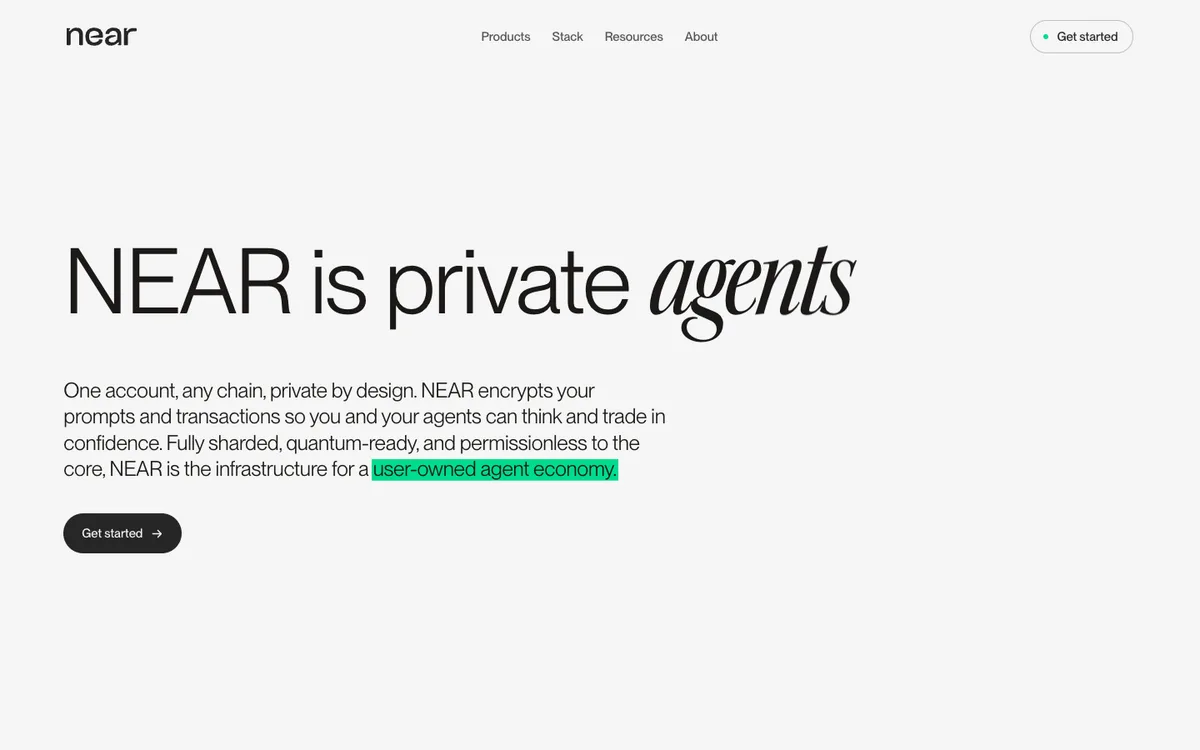 near
Products
Stack
Resources
About
Get started
NEAR is private agents
One account, any chain, private by design. NEAR encrypts your
prompts and transactions so you and your agents can think and trade in
confidence. Fully sharded, quantum-ready, and permissionless to the
core, NEAR is the infrastructure for a user-owned agent economy.
Get started →